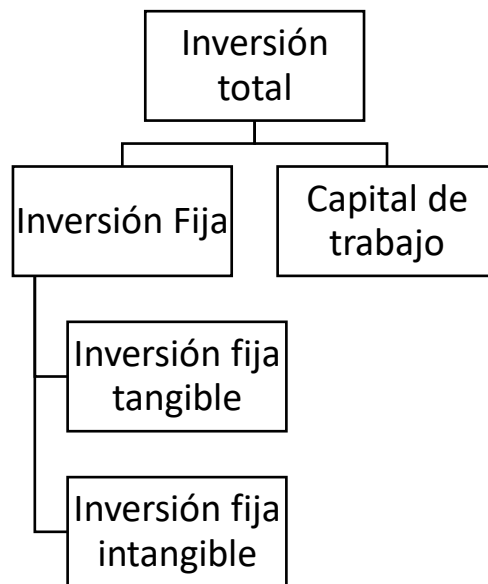 Inversión
total
Inversión Fija
Capital de
trabajo
Inversión fija
tangible
Inversión fija
intangible